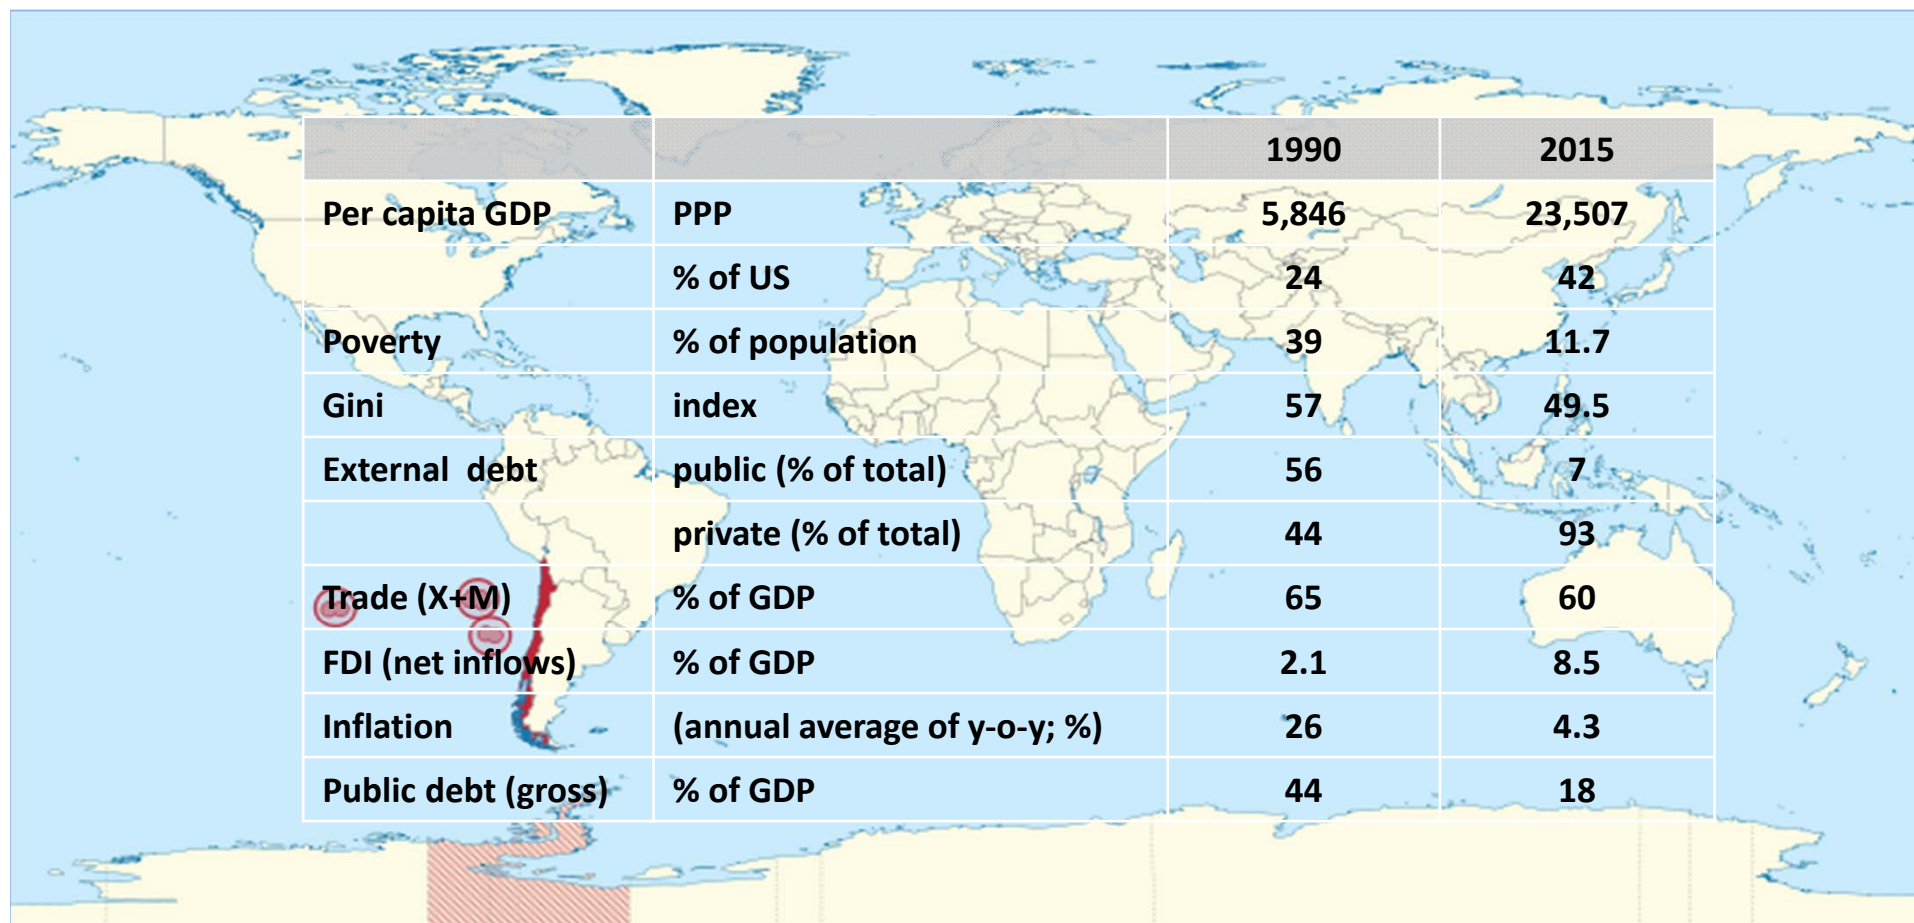 1990 2015
Per capita GDP PPP 5,846 23,507
% of US 24 42
Poverty % of population 39 11.7
Gini index 57 49.5
External debt public (% of total) 56 7
private (% of total) 44 93
Trade (X+M) % of GDP 65 60
FDI (net inflows) % of GDP 2.1 8.5
Inflation (annual average of y-o-y; %) 26 4.3
Public debt (gross) % of GDP 44 18